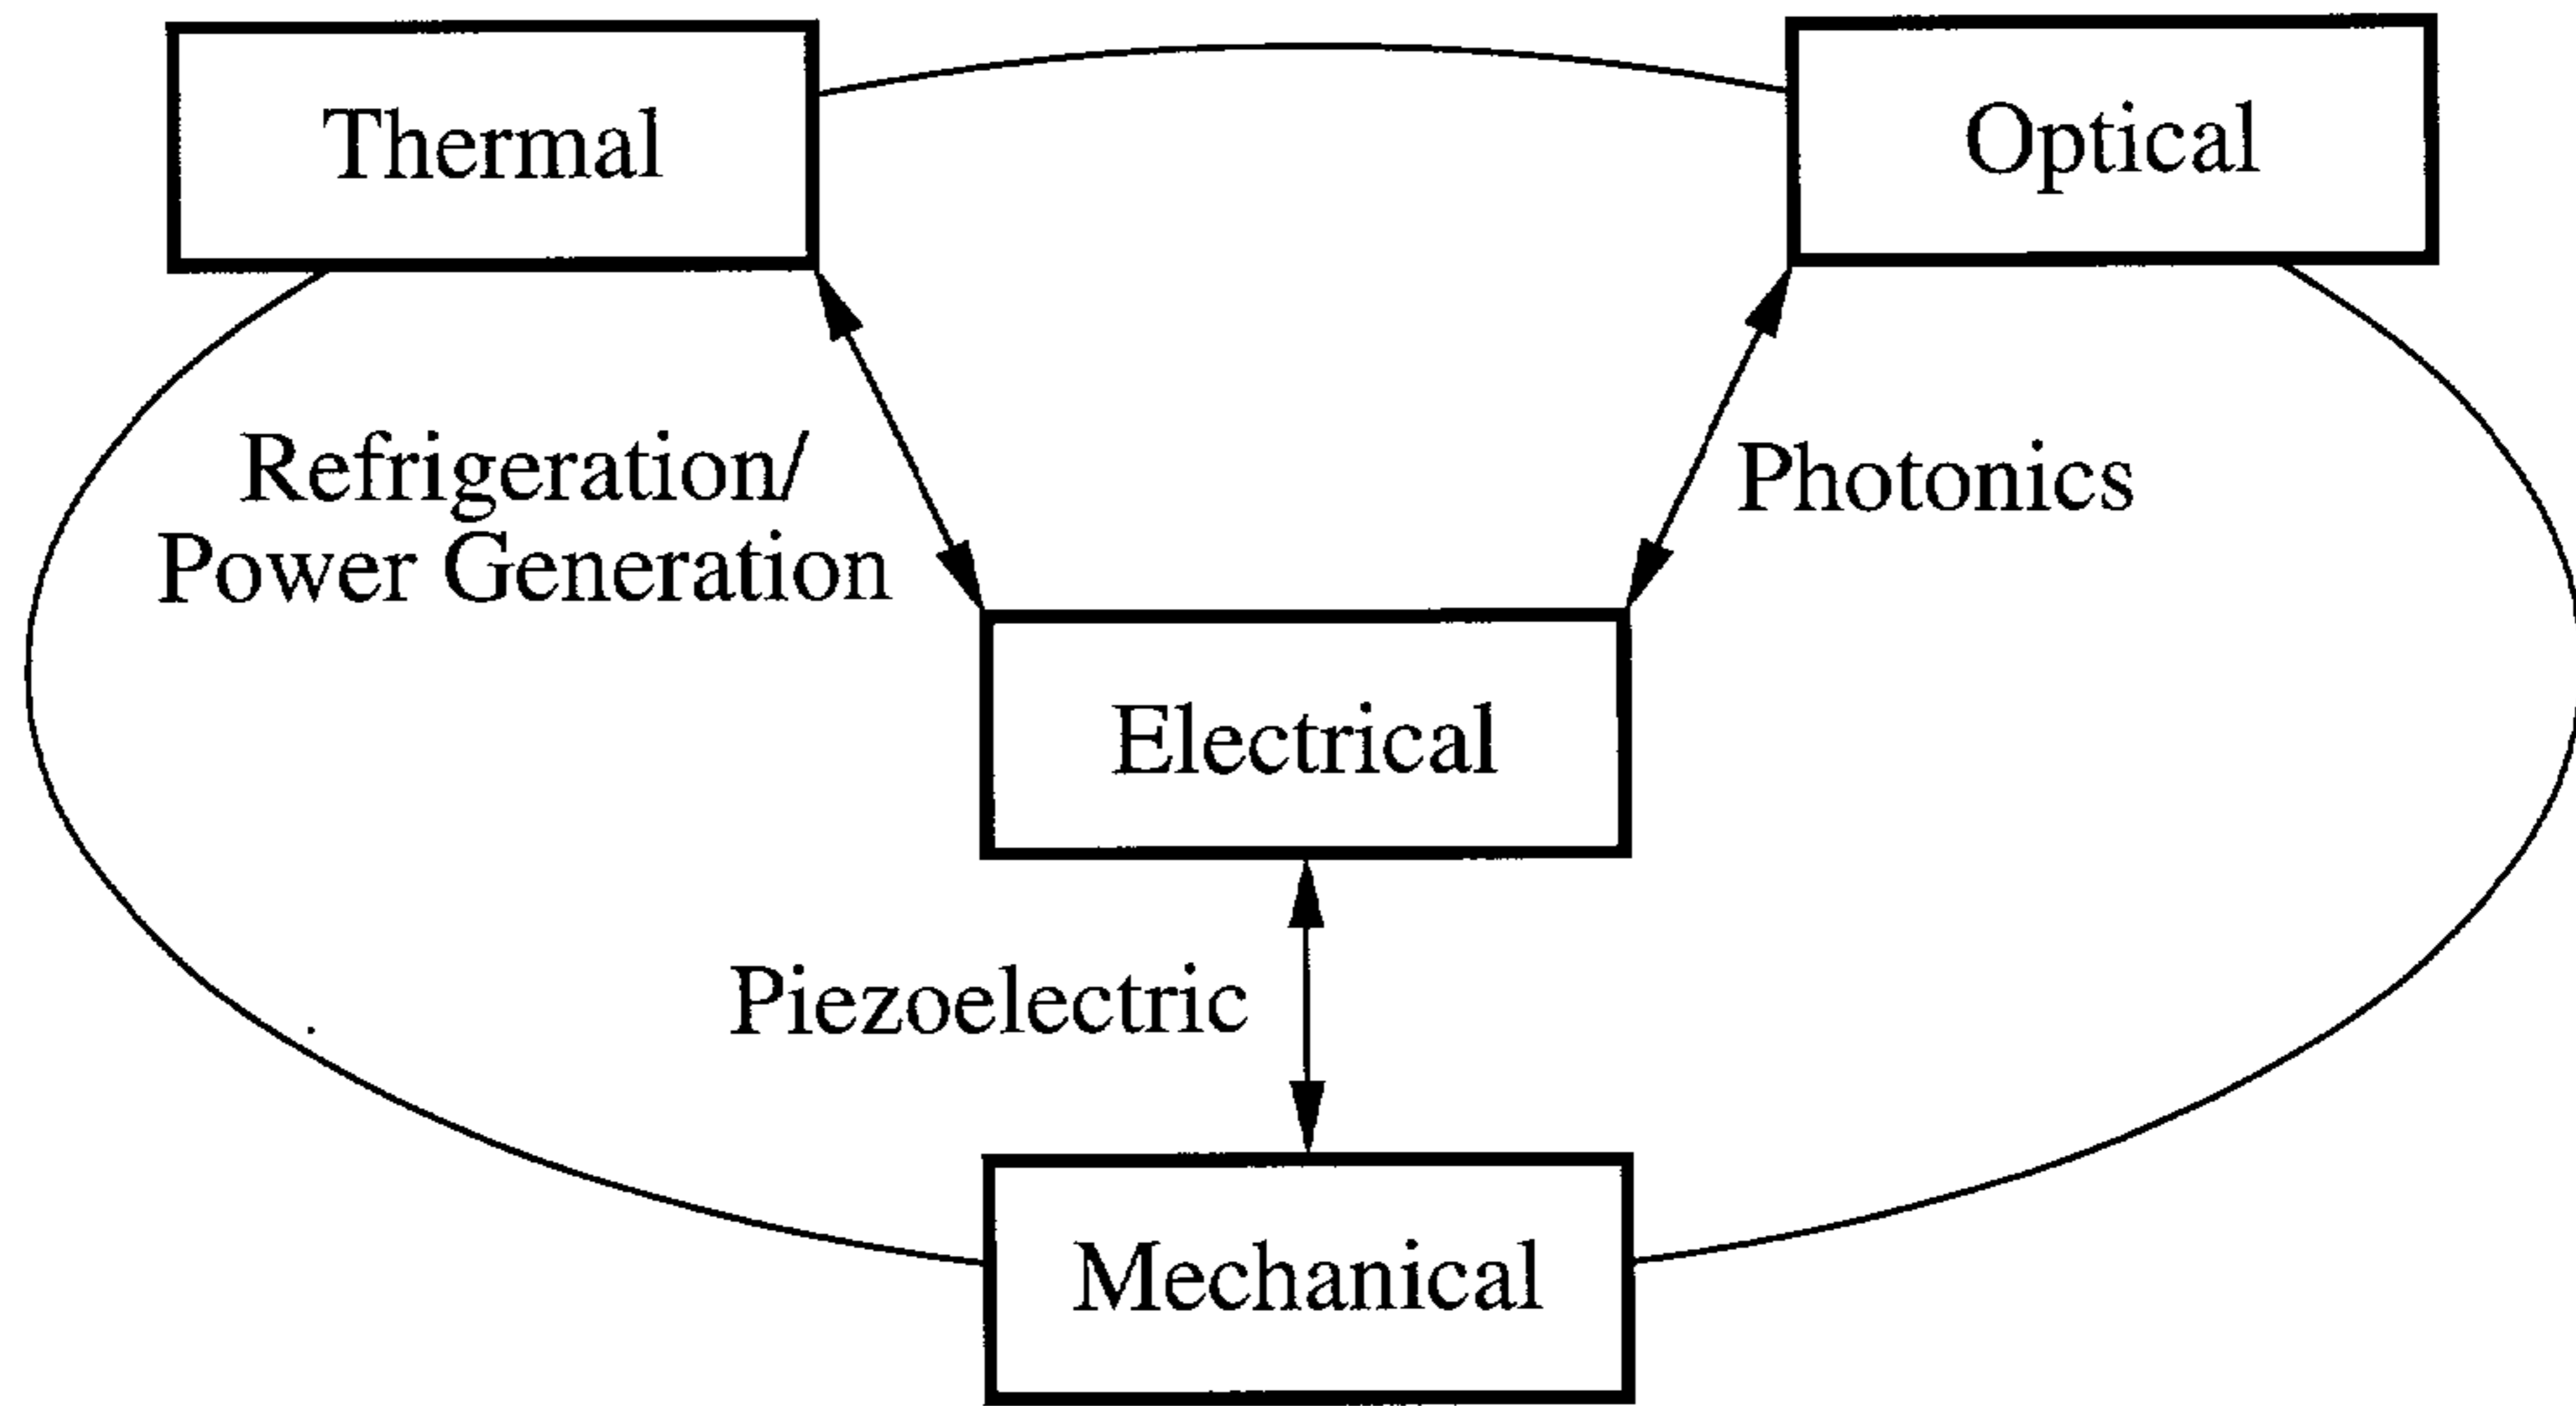 Thermal
Optical
Refrigeration/
Power Generation
Photonics
Electrical
Piezoelectric
Mechanical